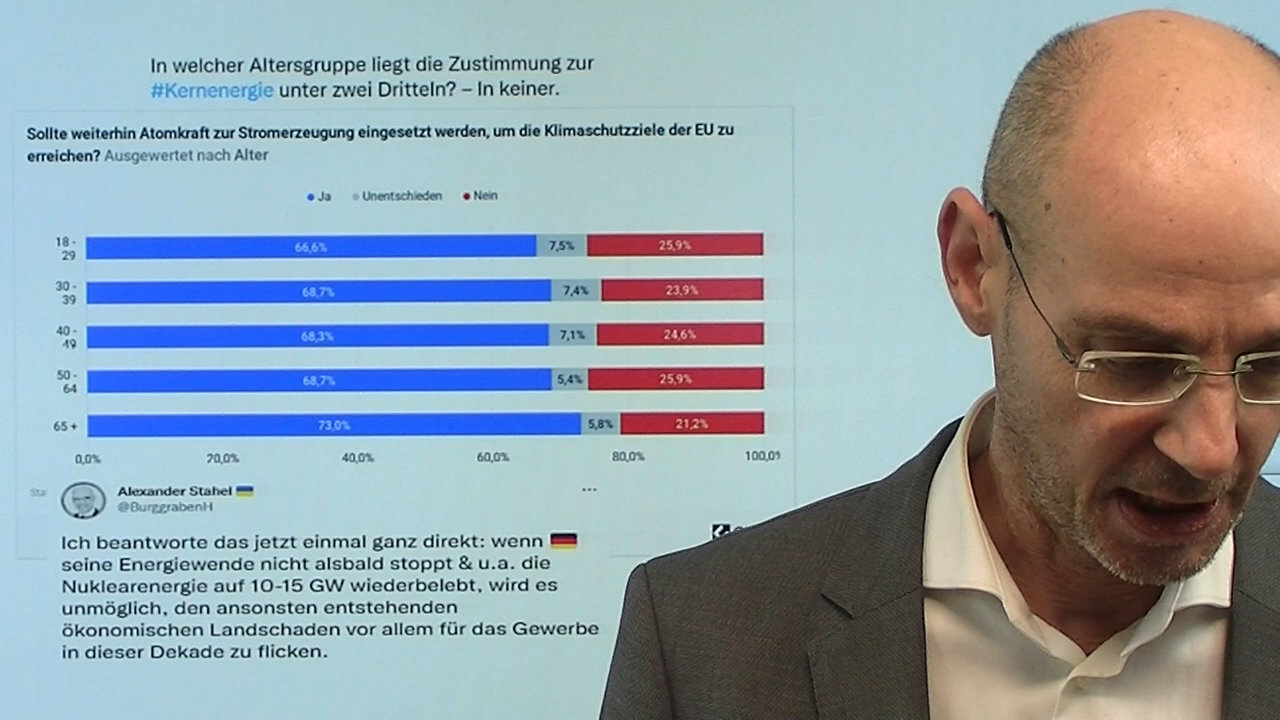 In welcher Altersgruppe liegt die Zustimmung zur
#Kernenergie unter zwei Dritteln? – In keiner.
Sollte weiterhin Atomkraft zur Stromerzeugung eingesetzt werden, um die Klimaschutzziele der EU zu
erreichen? Ausgewertet nach Alter
Ja Unentschieden Nein
18 -
29
66,6% 7,5% 25,9%
30 -
39
68,7% 7,4% 23,9%
40 -
49
68,3% 7,1% 24,6%
50 -
64
68,7% 5,4% 25,9%
65 + 73,0% 5,8% 21,2%
0,0% 20,0% 40,0% 60,0% 80,0% 100,0%
Alexander Stahel
@BurggrabenH
Ich beantworte das jetzt einmal ganz direkt: wenn
seine Energiewende nicht alsbald stoppt & u.a. die
Nuklearenergie auf 10-15 GW wiederbelebt, wird es
unmöglich, den ansonsten entstehenden
ökonomischen Landschaden vor allem für das Gewerbe
in dieser Dekade zu flicken.